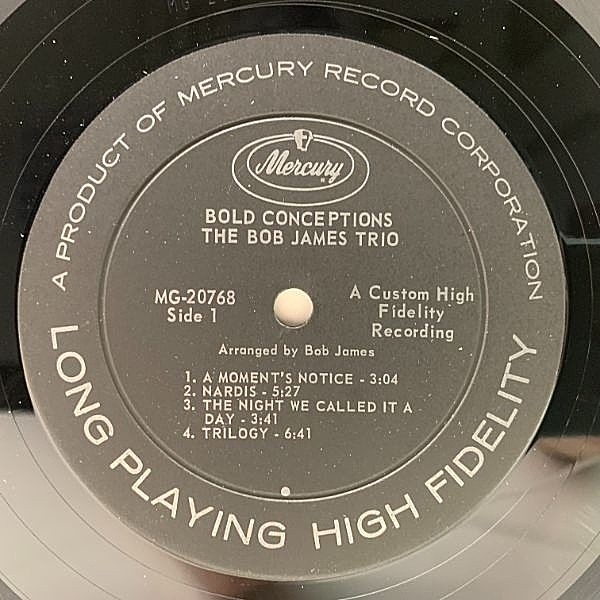 A PRODUCT OF MERCURY RECORD CORPORATION
Mercury
BOLD CONCEPTIONS
THE BOB JAMES TRIO
MG-20768
Side 1
A Custom High
Fidelity
Recording
Arranged by Bob James
1. A MOMENT'S NOTICE - 3:04
2. NARDIS - 5:27
3. THE NIGHT WE CALLED IT A
DAY - 3:41
4. TRILOGY - 6:41
LONG PLAYING HIGH FIDELITY